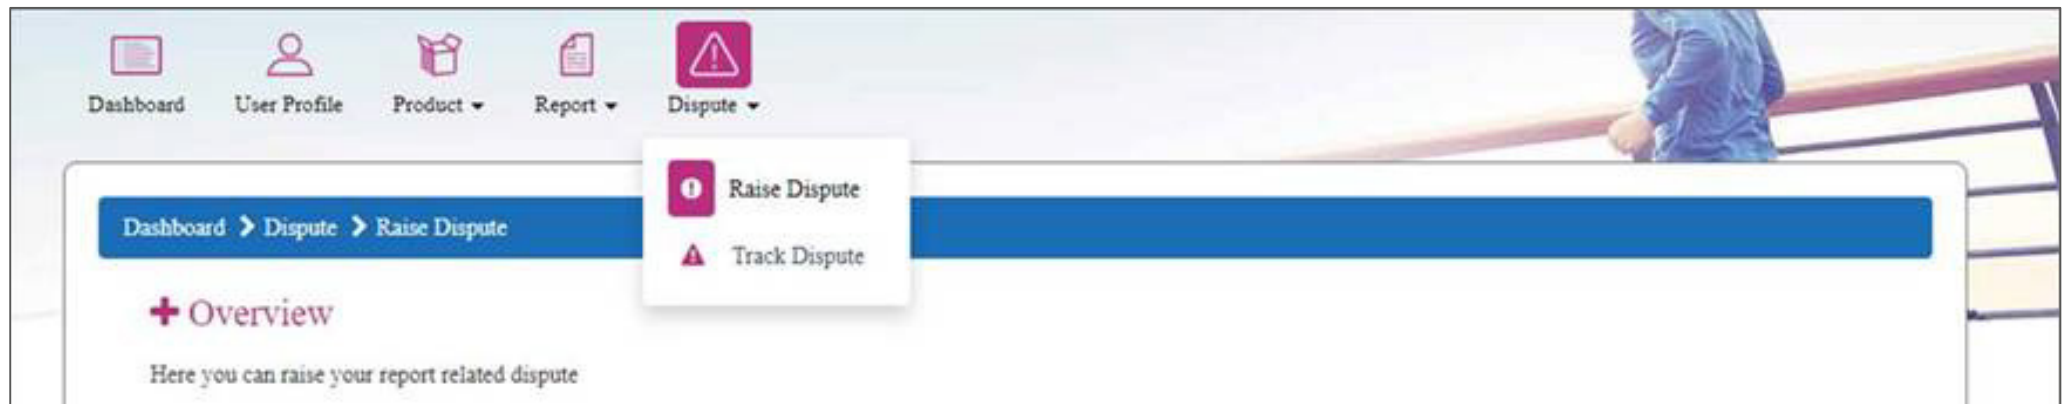 Dashboard User Profile Product Report Dispute
Raise Dispute
Dashboard Dispute Raise Dispute
Track Dispute
Overview
Here you can raise your report related dispute